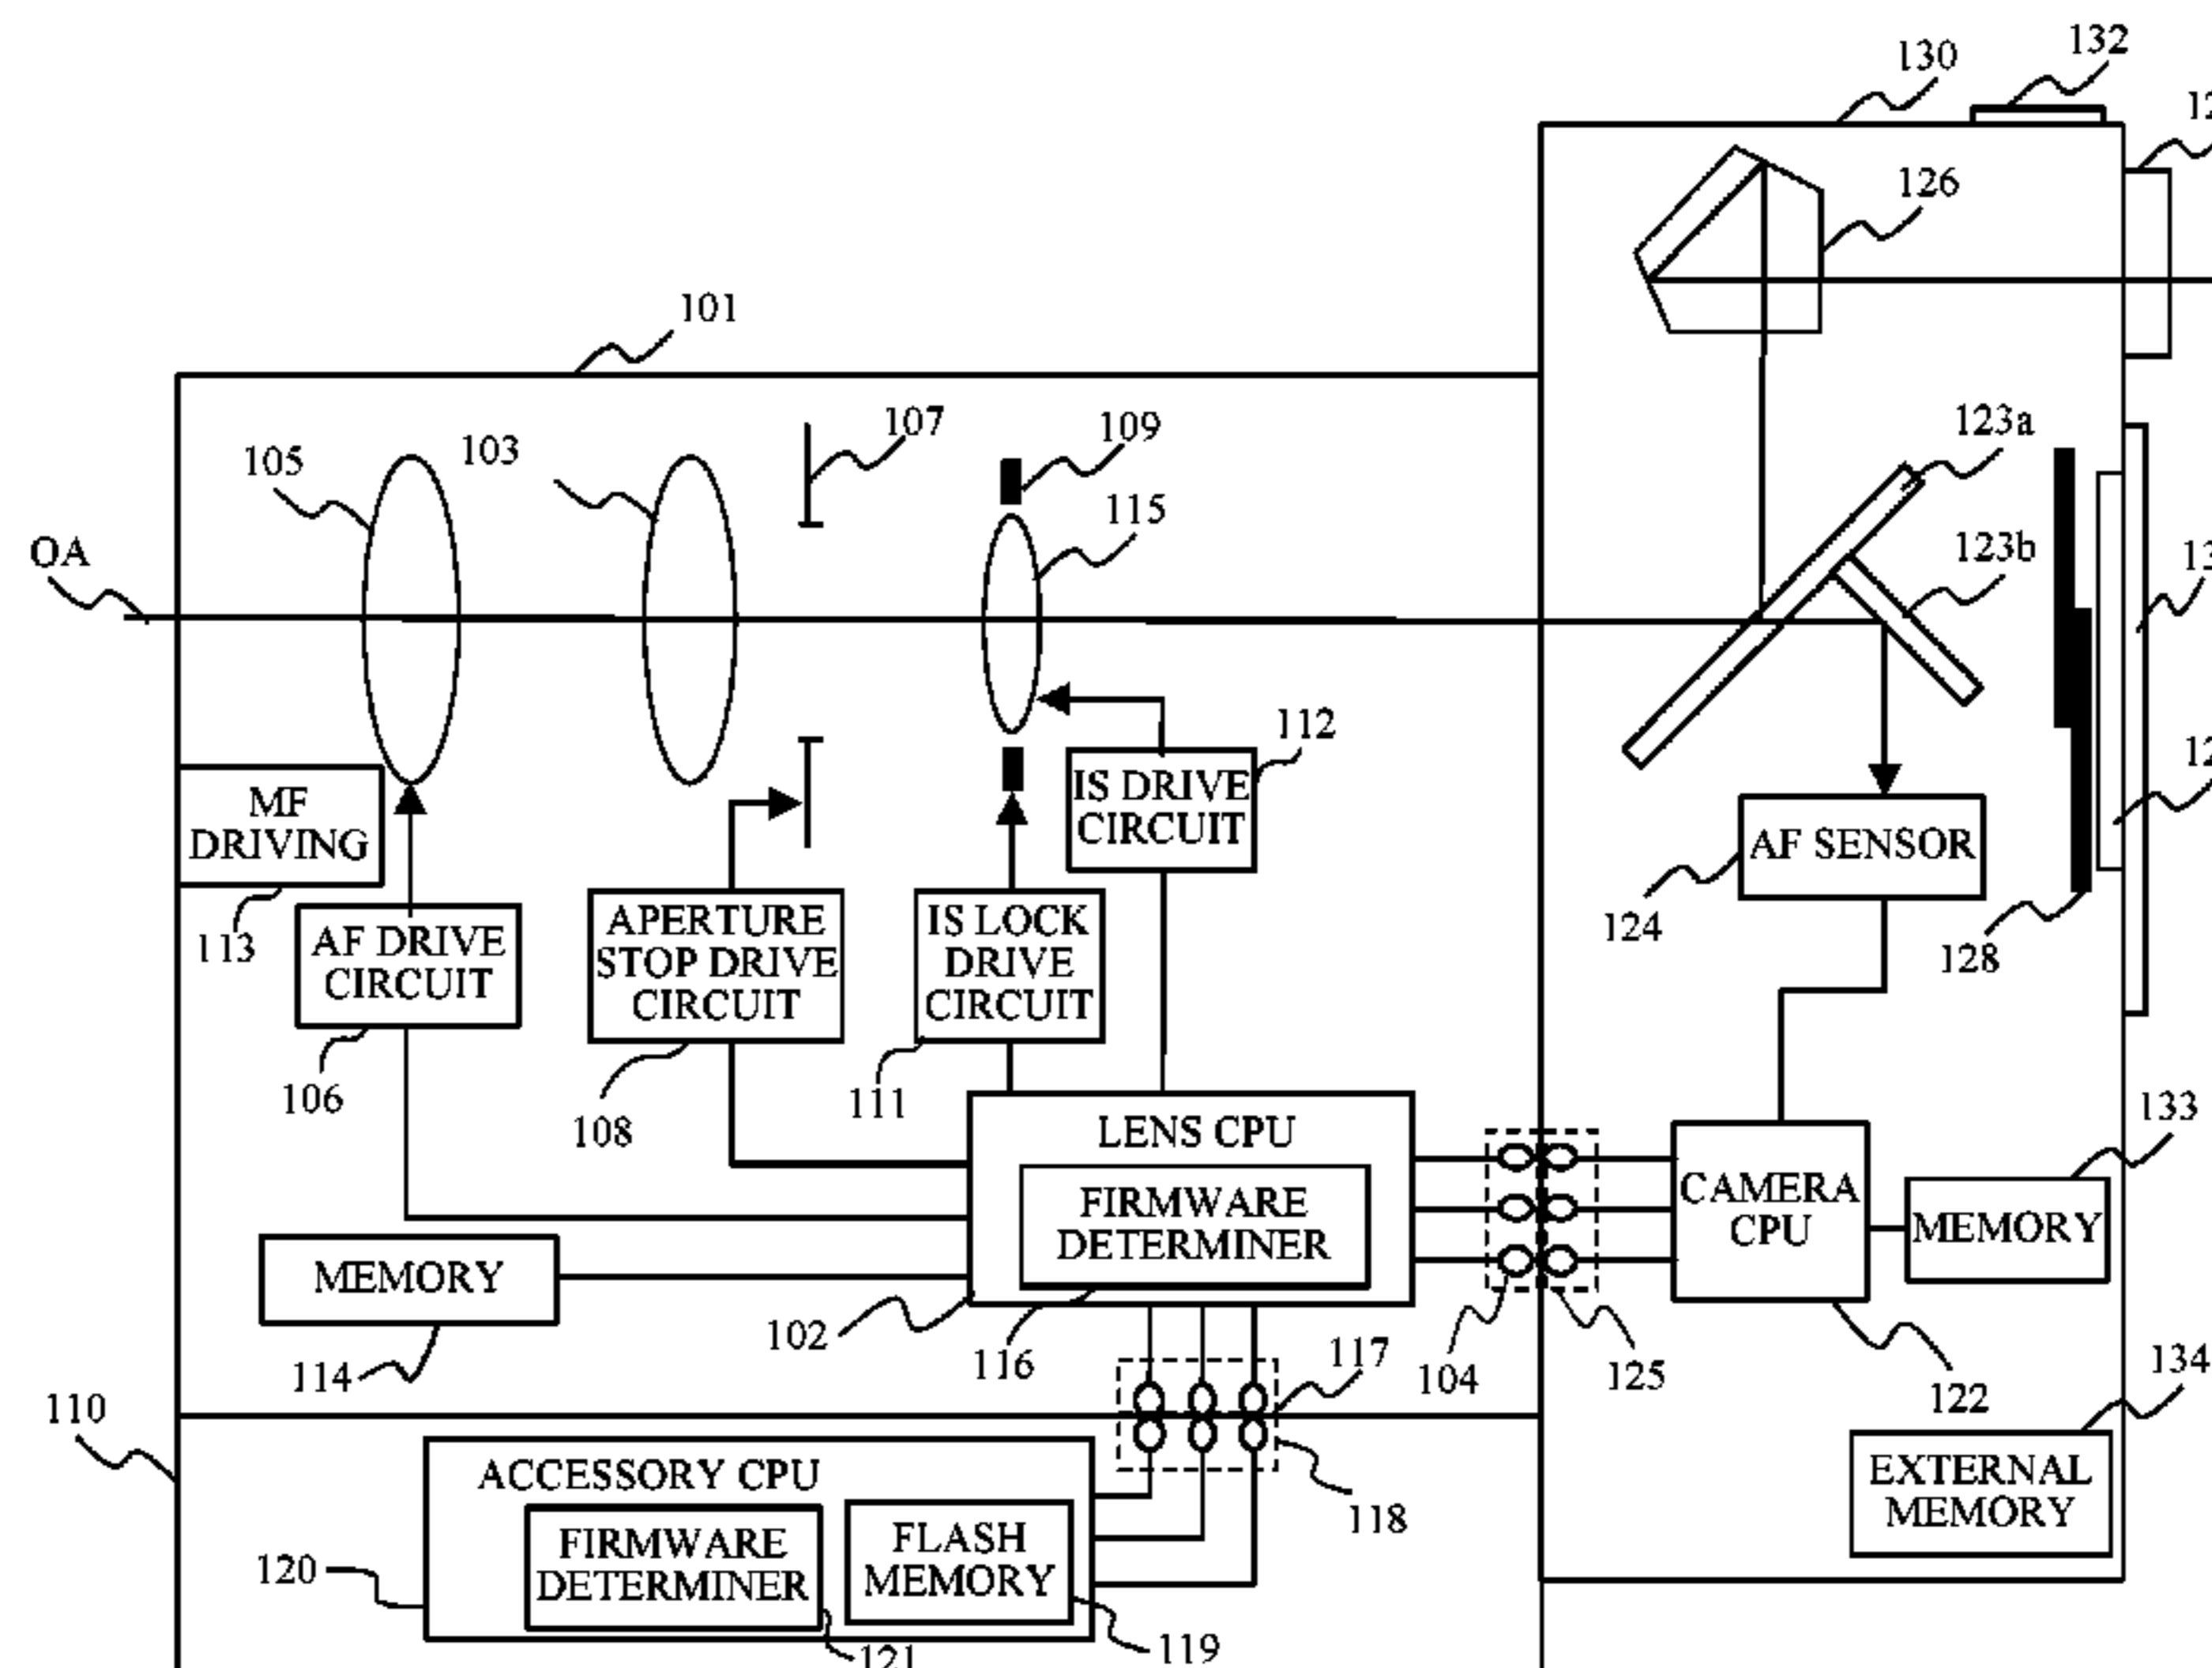 132
130
126
101
107
109
123a
105
103
115
123b
OA
112
IS DRIVE
CIRCUIT
MF
DRIVING
AF SENSOR
124
128
113
AF DRIVE
CIRCUIT
APERTURE
STOP DRIVE
CIRCUIT
IS LOCK
DRIVE
CIRCUIT
106
108
111
133
LENS CPU
FIRMWARE
DETERMINER
CAMERA
CPU
MEMORY
MEMORY
102
116
117
104
125
114
122
134
110
ACCESSORY CPU
118
EXTERNAL
MEMORY
FIRMWARE
DETERMINER
FLASH
MEMORY
120
119
121